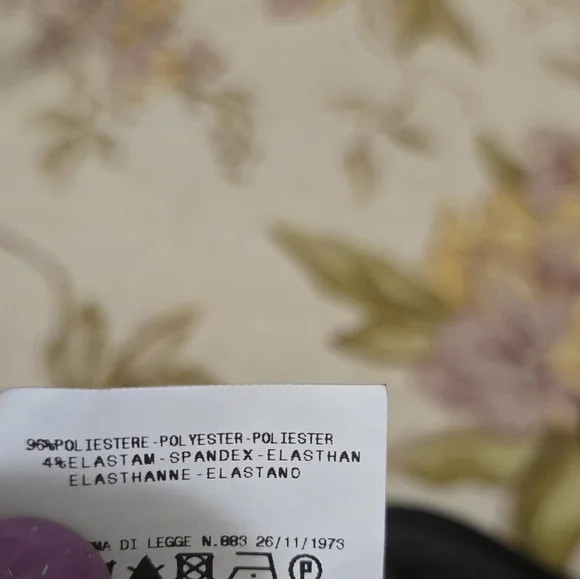 96%POLIESTERE-POLYESTER-POLIESTER
4%ELASTAM-SPANDEX-ELASTHAN
ELASTHANNE-ELASTANO
DI LEGGE N.883 26/11/1973
P